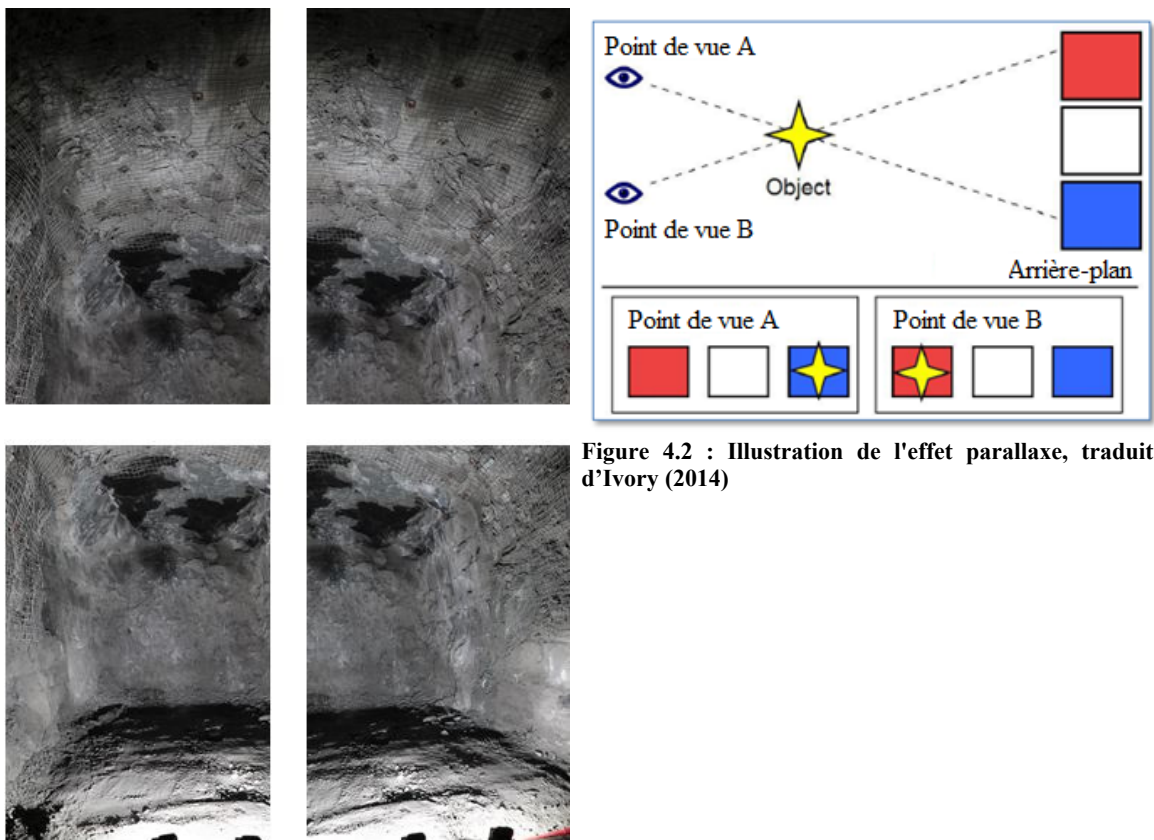 Point de vue A
Object
Point de vue B
Arrière-plan
Point de vue A
Point de vue B
Figure 4.2 : Illustration de l'effet parallaxe, traduit
d'Ivory (2014)